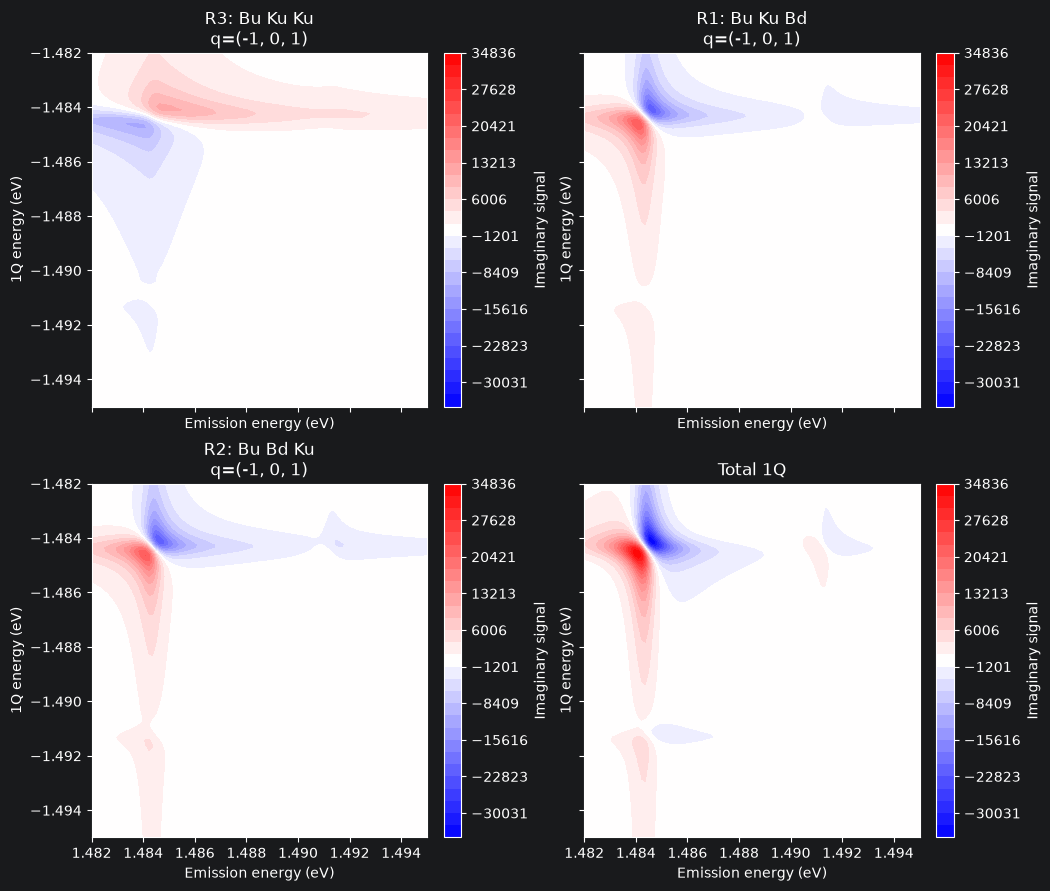 R3: Bu Ku Ku
q=(-1, 0, 1)
−1.482
−1.484
−1.486
−1.488
−1.490
−1.492
−1.494
1Q energy (eV)
Emission energy (eV)
34836
27628
20421
13213
6006
−1201
−8409
−15616
−22823
−30031
Imaginary signal
R1: Bu Ku Bd
q=(-1, 0, 1)
1Q energy (eV)
Emission energy (eV)
34836
27628
20421
13213
6006
−1201
−8409
−15616
−22823
−30031
Imaginary signal
R2: Bu Bd Ku
q=(-1, 0, 1)
−1.482
−1.484
−1.486
−1.488
−1.490
−1.492
−1.494
1Q energy (eV)
1.482 1.484 1.486 1.488 1.490 1.492 1.494
Emission energy (eV)
34836
27628
20421
13213
6006
−1201
−8409
−15616
−22823
−30031
Imaginary signal
Total 1Q
1Q energy (eV)
1.482 1.484 1.486 1.488 1.490 1.492 1.494
Emission energy (eV)
34836
27628
20421
13213
6006
−1201
−8409
−15616
−22823
−30031
Imaginary signal